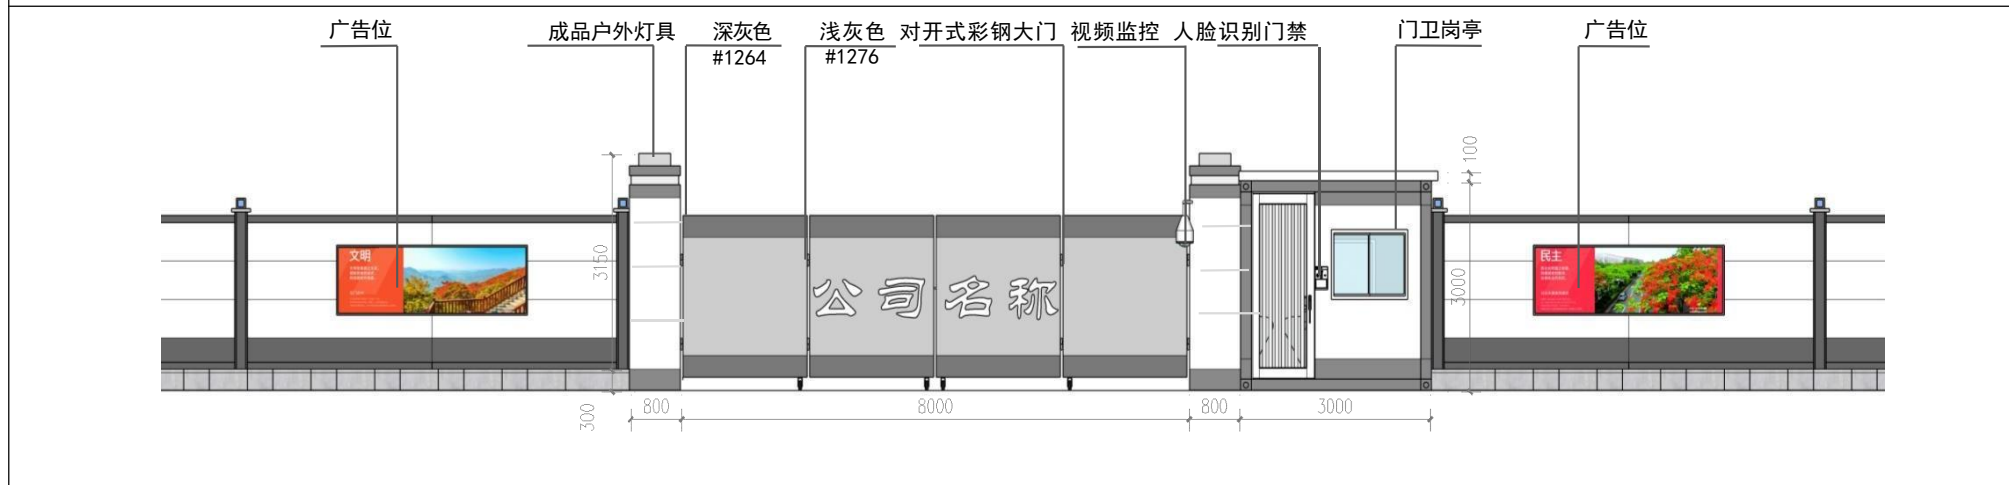 广告位
成品户外灯具
深灰色
#1264
浅灰色
#1276
对开式彩钢大门
视频监控
人脸识别门禁
门卫岗亭
广告位
100
3150
文明
公司名称
3000
民主
300
800
8000
800
3000